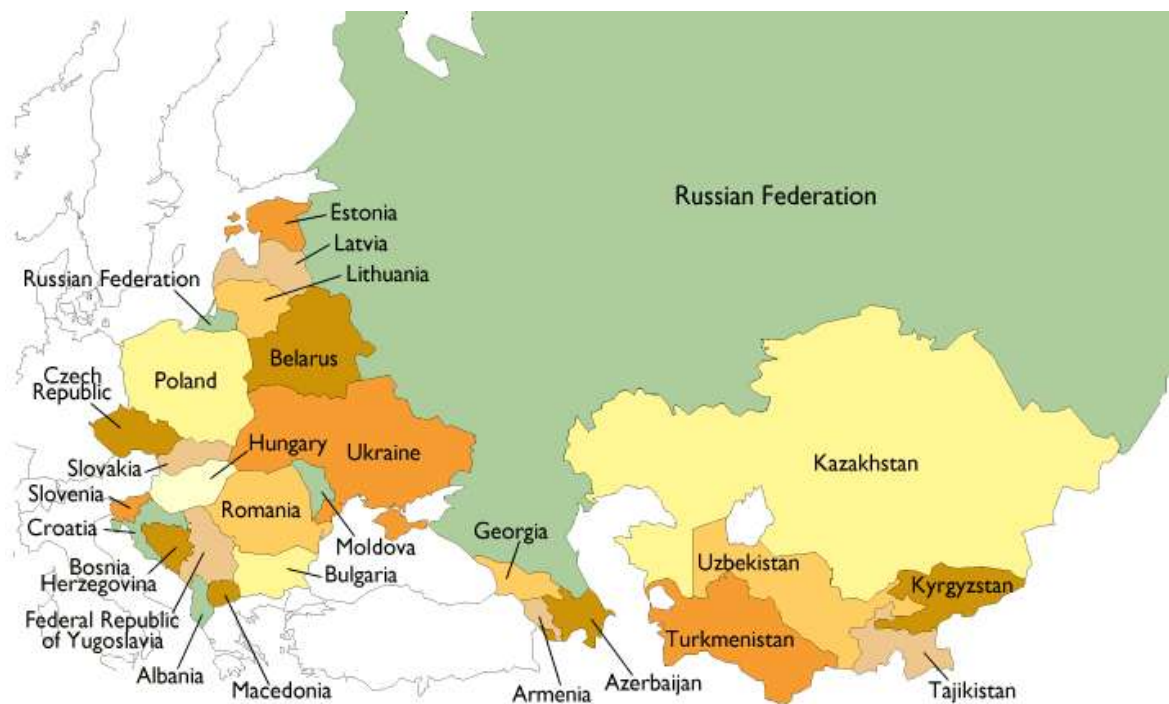 Russian Federation
Estonia
Latvia
Lithuania
Russian Federation
Belarus
Poland
Czech
Republic
Hungary
Ukraine
Slovakia
Kazakhstan
Slovenia
Romania
Croatia
Moldova
Georgia
Uzbekistan
Bosnia
Herzegovina
Bulgaria
Kyrgyzstan
Federal Republic
of Yugoslavia
Turkmenistan
Albania
Macedonia
Armenia
Azerbaijan
Tajikistan